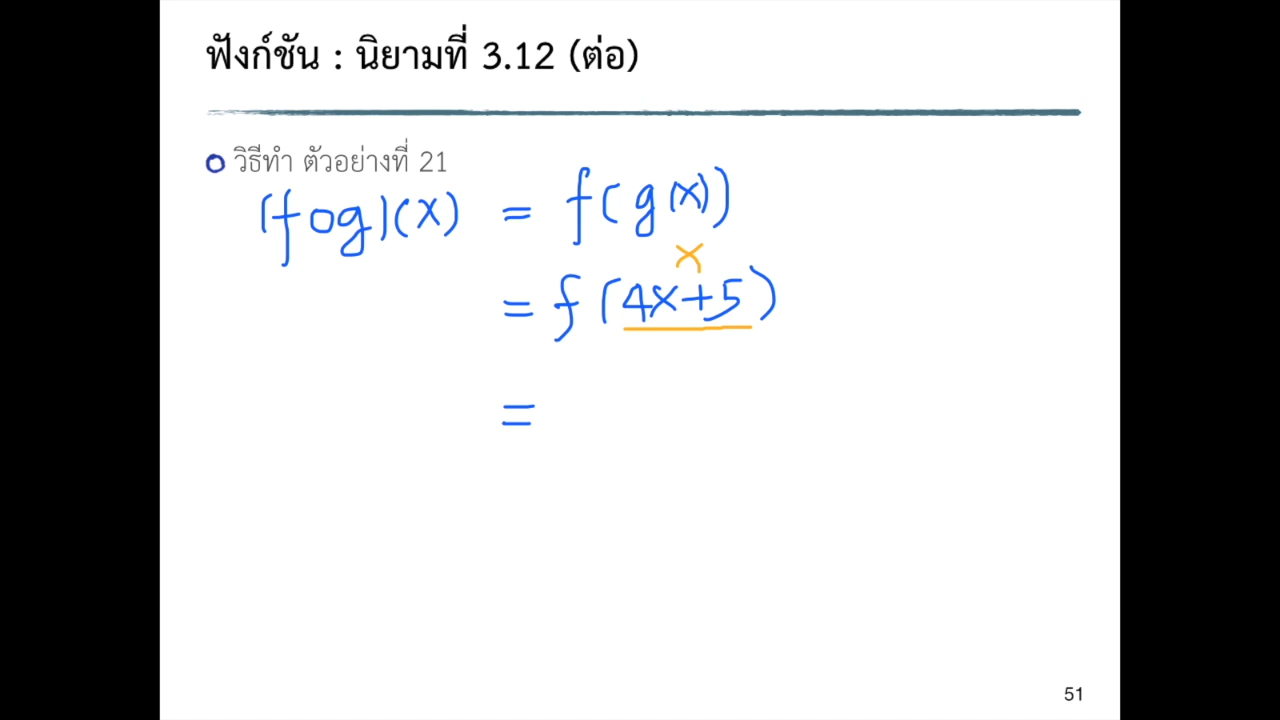 ฟังก์ชัน : นิยามที่ 3.12 (ต่อ)
วิธีทำ ตัวอย่างที่ 21
(fog)(x) = f(g(x))
x
= f(4x+5)
=
51